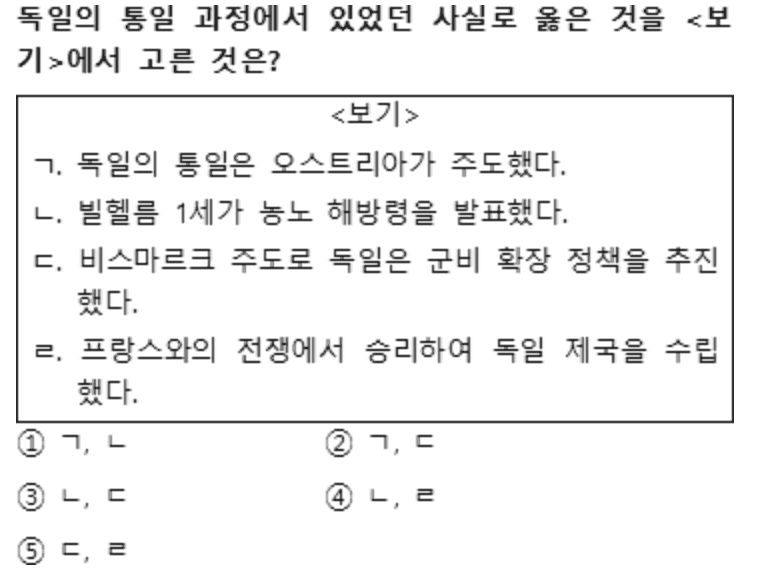 독일의 통일 과정에서 있었던 사실로 옳은 것을 <보
기>에서 고른 것은?
<보기>
ㄱ. 독일의 통일은 오스트리아가 주도했다.
ㄴ. 빌헬름 1세가 농노 해방령을 발표했다.
ㄷ. 비스마르크 주도로 독일은 군비 확장 정책을 추진
했다.
ㄹ. 프랑스와의 전쟁에서 승리하여 독일 제국을 수립
했다.
① ㄱ, ㄴ ② ㄱ, ㄷ
③ ㄴ, ㄷ ④ ㄴ, ㄹ
⑤ ㄷ, ㄹ